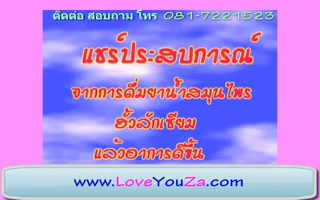 ติดต่อ สอบถาม โทร 081-7221523
แชร์ประสบการณ์
จากการดื่มยาน้ำสมุนไพร
ฮั้วลักเซียม
แล้วอาการดีขึ้น
www.LoveYouZa.com